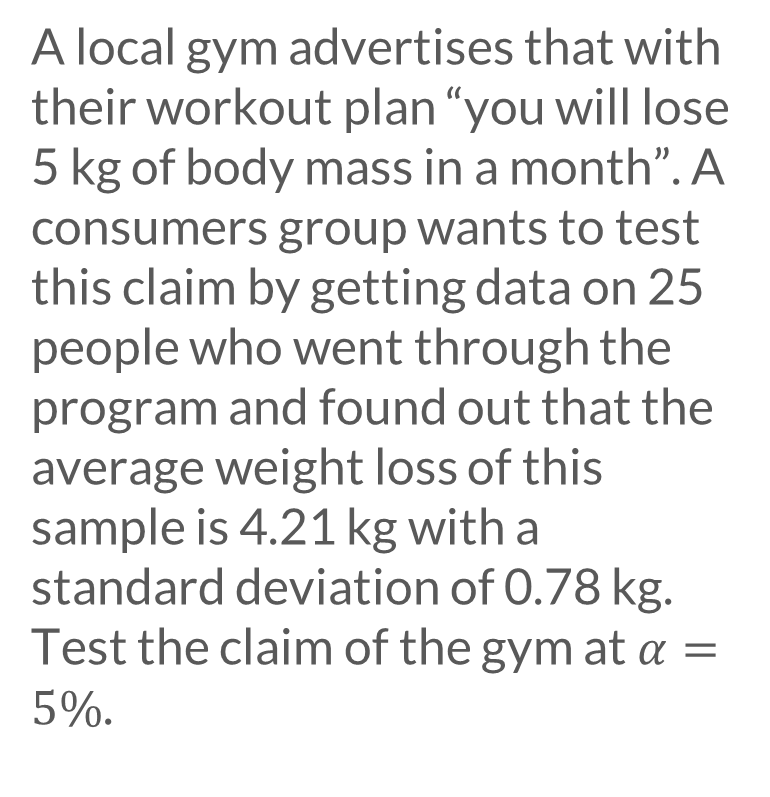 A local gym advertises that with
their workout plan “you will lose
5 kg of body mass in a month”. A
consumers group wants to test
this claim by getting data on 25
people who went through the
program and found out that the
average weight loss of this
sample is 4.21 kg with a
standard deviation of 0.78 kg.
Test the claim of the gym at α =
5%.